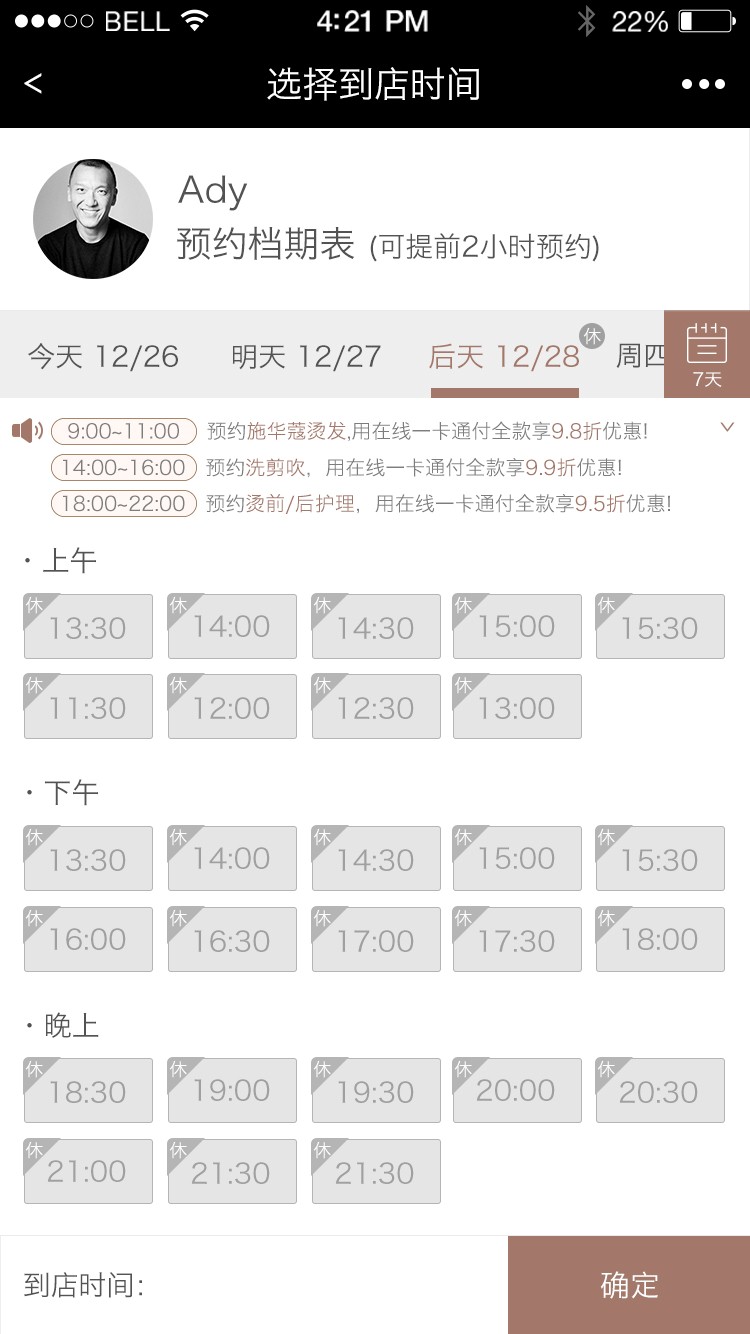 ●●●○○ BELL 4:21 PM 22%
< 选择到店时间 •••
Ady
预约档期表 (可提前2小时预约)
今天 12/26 明天 12/27 后天 12/28 休 周四 7天
9:00~11:00 预约施华蔻烫发,用在线一卡通付全款享9.8折优惠!
14:00~16:00 预约洗剪吹，用在线一卡通付全款享9.9折优惠!
18:00~22:00 预约烫前/后护理，用在线一卡通付全款享9.5折优惠!
· 上午
休 13:30 休 14:00 休 14:30 休 15:00 休 15:30
休 11:30 休 12:00 休 12:30 休 13:00
· 下午
休 13:30 休 14:00 休 14:30 休 15:00 休 15:30
休 16:00 休 16:30 休 17:00 休 17:30 休 18:00
· 晚上
休 18:30 休 19:00 休 19:30 休 20:00 休 20:30
休 21:00 休 21:30 休 21:30
到店时间： 确定